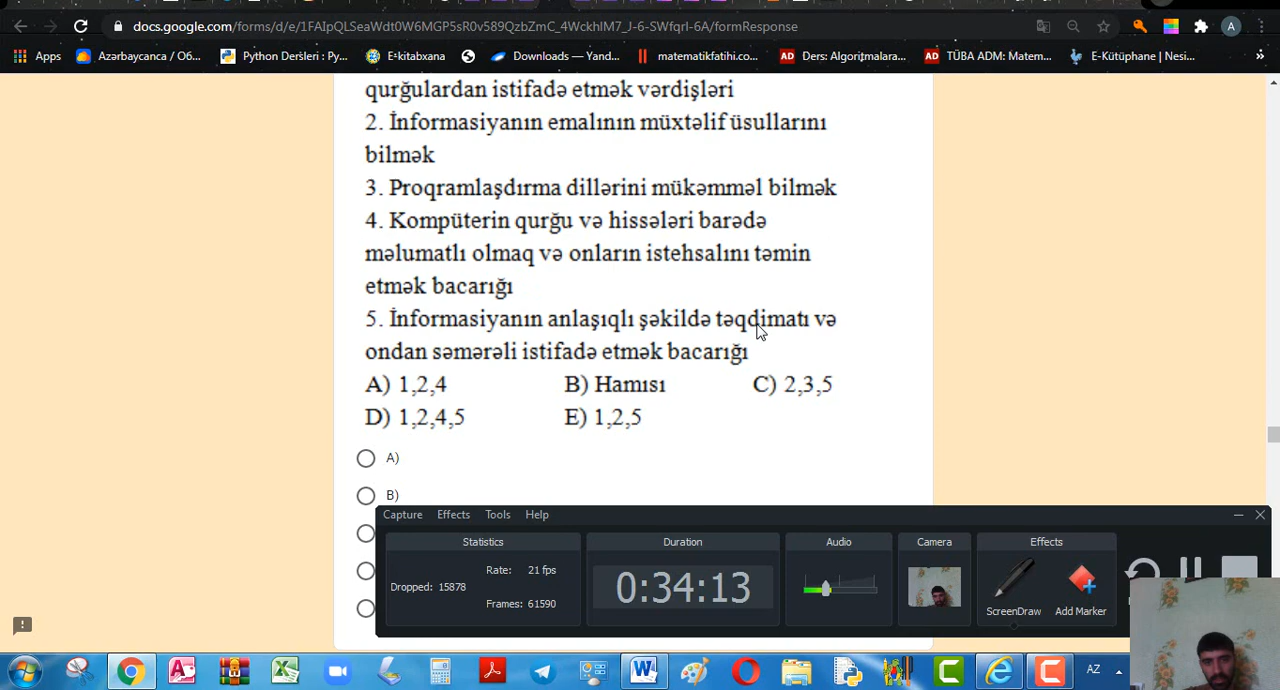 docs.google.com/forms/d/e/1FAIpQLSeaWdt0W6MGP5sR0v589QzbZmC_4WckhlM7_J-6-SWfqrI-6A/formResponse
A
Apps
Azərbaycanca / Об...
Python Dersleri : Py...
E-kitabxana
Downloads — Yand...
matematikfatihi.co...
AD Ders: Algoriţmalara...
AD TÜBA ADM: Matem...
E-Kütüphane | Nesi...
»
qurğulardan istifadə etmək vərdişləri
2. İnformasiyanın emalının müxtəlif üsullarını
bilmək
3. Proqramlaşdırma dillərini mükəmməl bilmək
4. Kompüterin qurğu və hissələri barədə
məlumatlı olmaq və onların istehsalını təmin
etmək bacarığı
5. İnformasiyanın anlaşıqlı şəkildə təqdimatı və
ondan səmərəli istifadə etmək bacarığı
A) 1,2,4 B) Hamısı C) 2,3,5
D) 1,2,4,5 E) 1,2,5
A)
B)
Capture Effects Tools Help
Statistics
Duration
Audio
Camera
Effects
Rate: 21 fps
Dropped: 15878
Frames: 61590
0:34:13
ScreenDraw
Add Marker
AZ